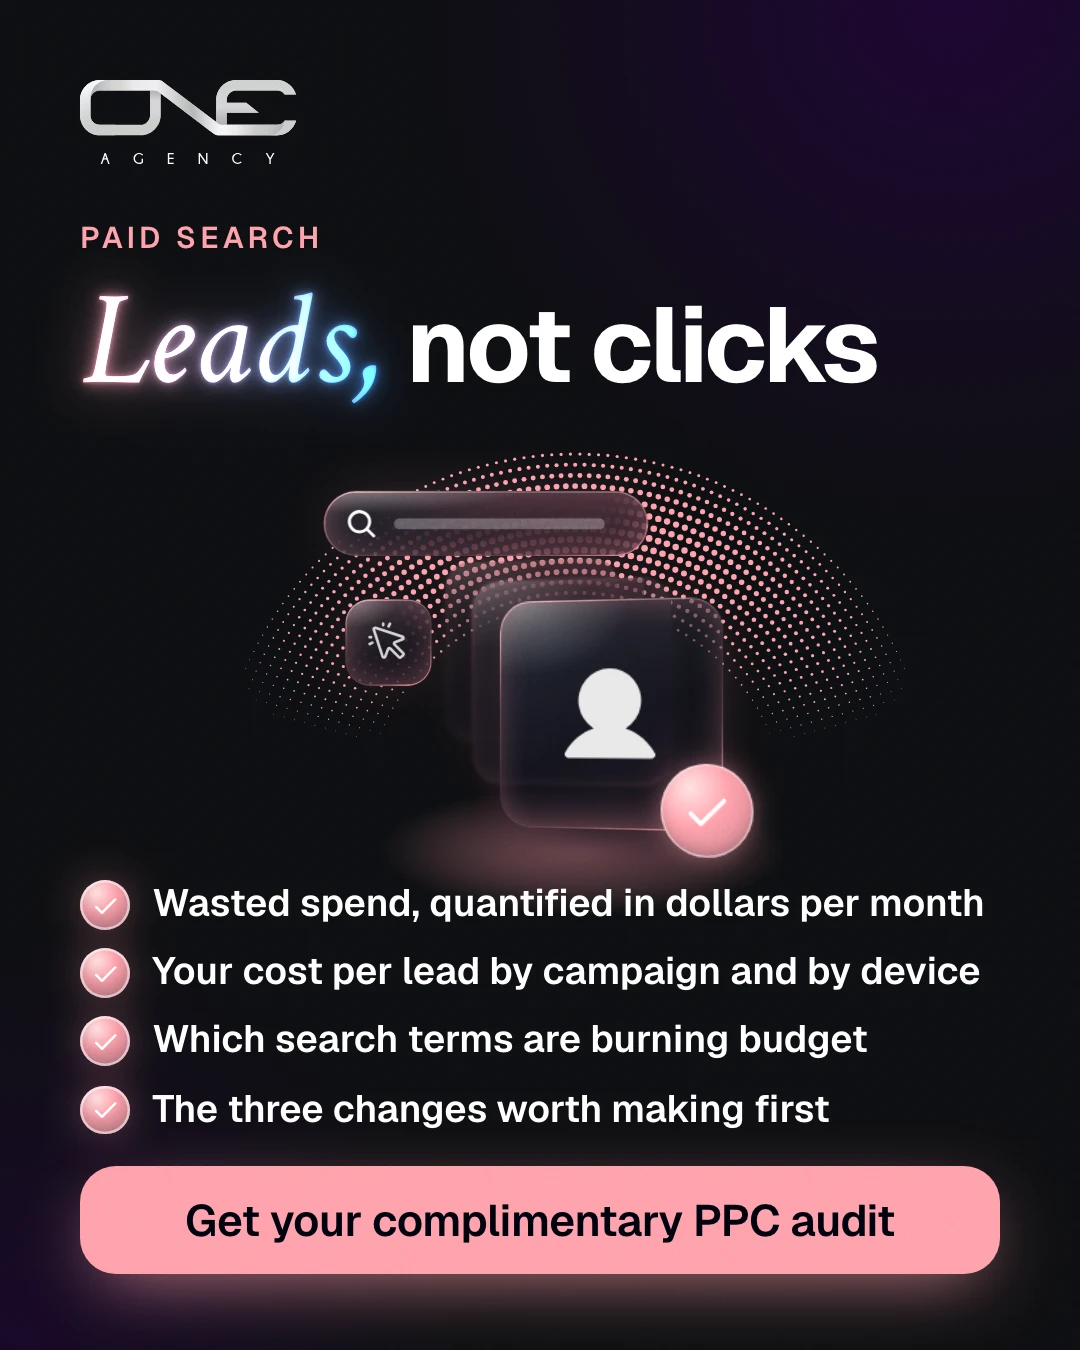 ONE
AGENCY
PAID SEARCH
Leads, not clicks
Wasted spend, quantified in dollars per month
Your cost per lead by campaign and by device
Which search terms are burning budget
The three changes worth making first
Get your complimentary PPC audit